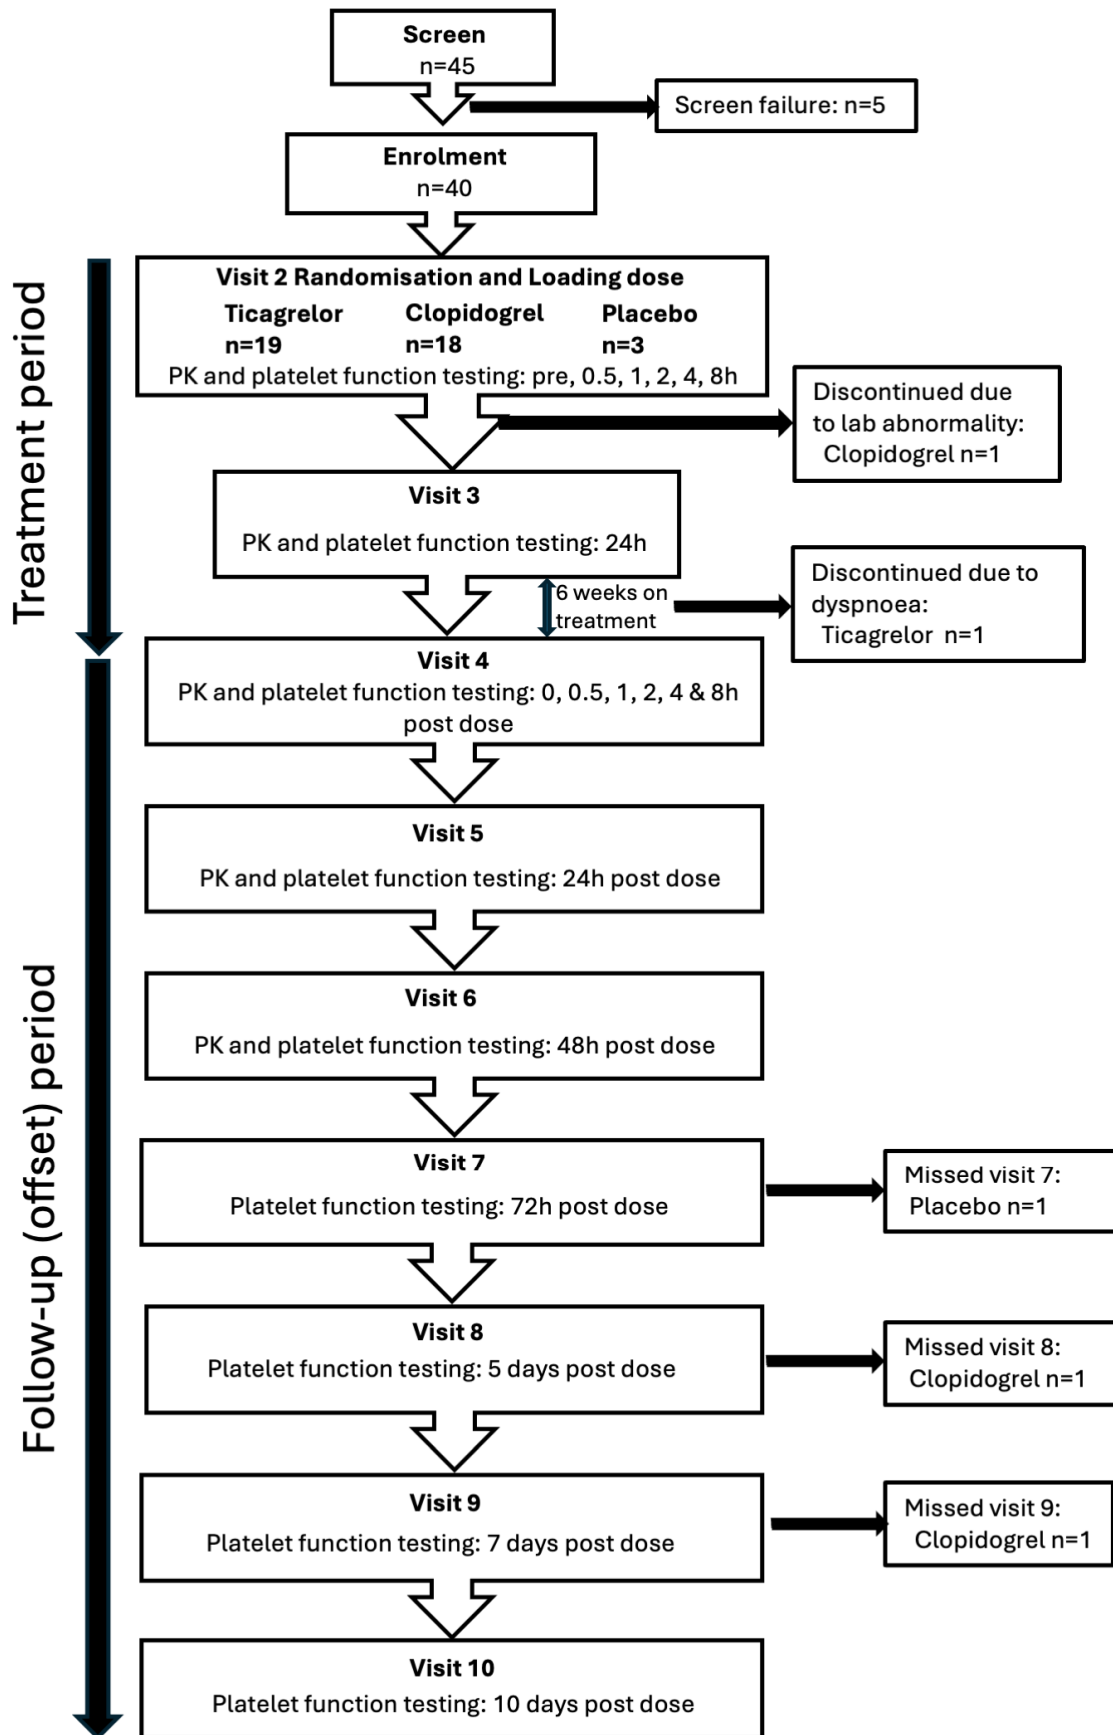 Screen
n=45
Screen failure: n=5
Enrolment
n=40
Treatment period
Visit 2 Randomisation and Loading dose
Ticagrelor Clopidogrel Placebo
n=19 n=18 n=3
PK and platelet function testing: pre, 0.5, 1, 2, 4, 8h
Discontinued due
to lab abnormality:
Clopidogrel n=1
Visit 3
PK and platelet function testing: 24h
6 weeks on
treatment
Discontinued due to
dyspnoea:
Ticagrelor n=1
Follow-up (offset) period
Visit 4
PK and platelet function testing: 0, 0.5, 1, 2, 4 & 8h
post dose
Visit 5
PK and platelet function testing: 24h post dose
Visit 6
PK and platelet function testing: 48h post dose
Visit 7
Platelet function testing: 72h post dose
Missed visit 7:
Placebo n=1
Visit 8
Platelet function testing: 5 days post dose
Missed visit 8:
Clopidogrel n=1
Visit 9
Platelet function testing: 7 days post dose
Missed visit 9:
Clopidogrel n=1
Visit 10
Platelet function testing: 10 days post dose